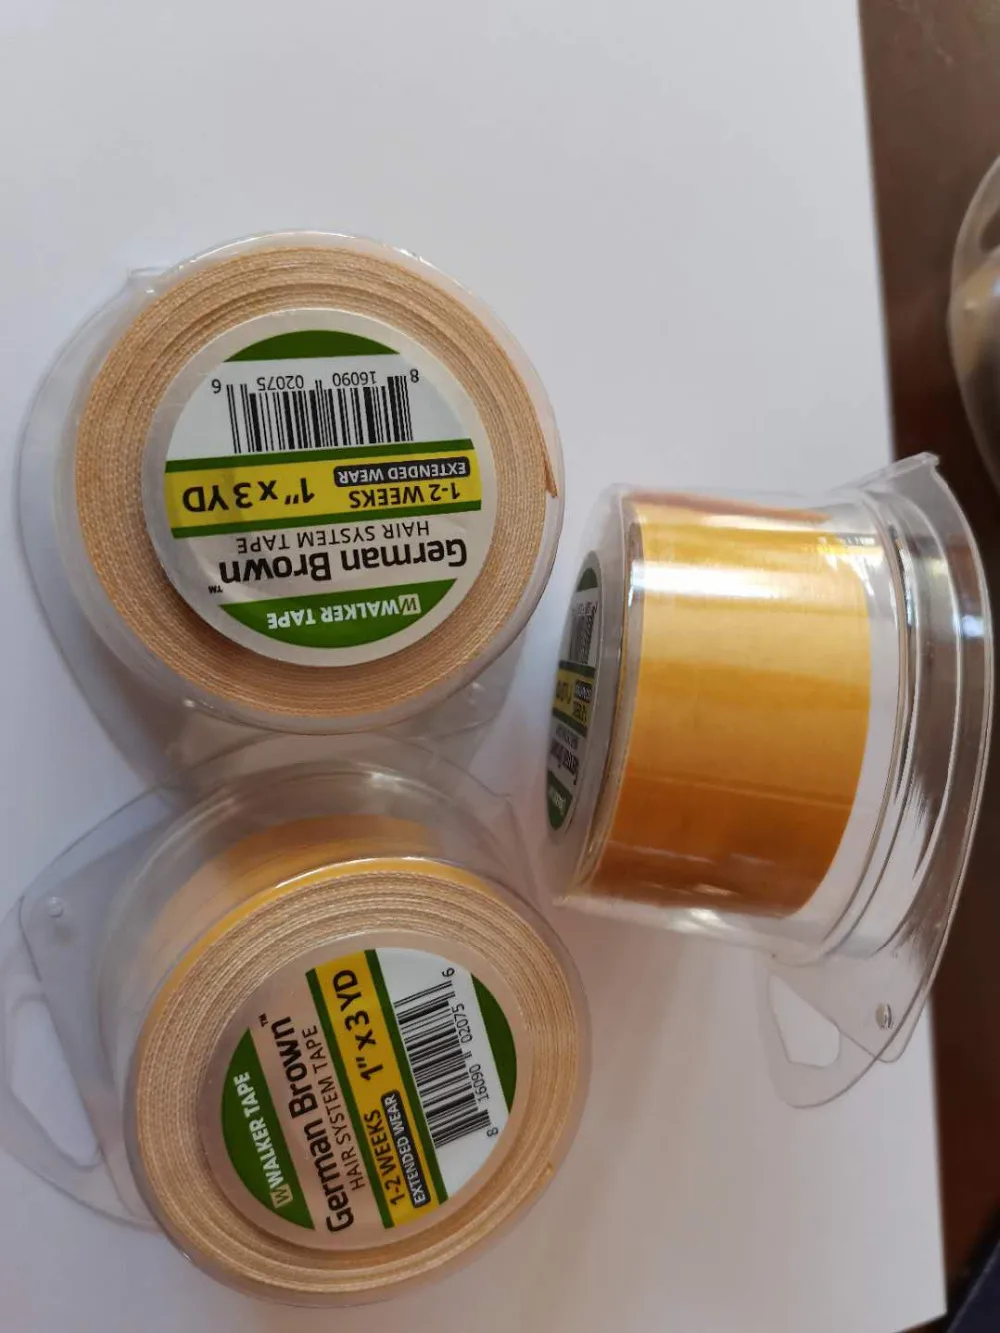 WALKER TAPE
German Brown™
HAIR SYSTEM TAPE
1-2 WEEKS
EXTENDED WEAR
1" x 3 YD
8 16090 02075 6
WALKER TAPE
German Brown™
HAIR SYSTEM TAPE
1-2 WEEKS
EXTENDED WEAR
1" x 3 YD
8 16090 02075 6